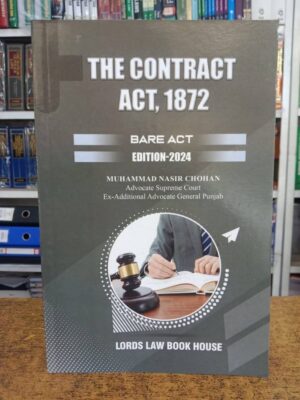 THE CONTRACT
ACT, 1872
BARE ACT
EDITION-2024
MUHAMMAD NASIR CHOHAN
Advocate Supreme Court
Ex-Additional Advocate General Punjab
LORDS LAW BOOK HOUSE